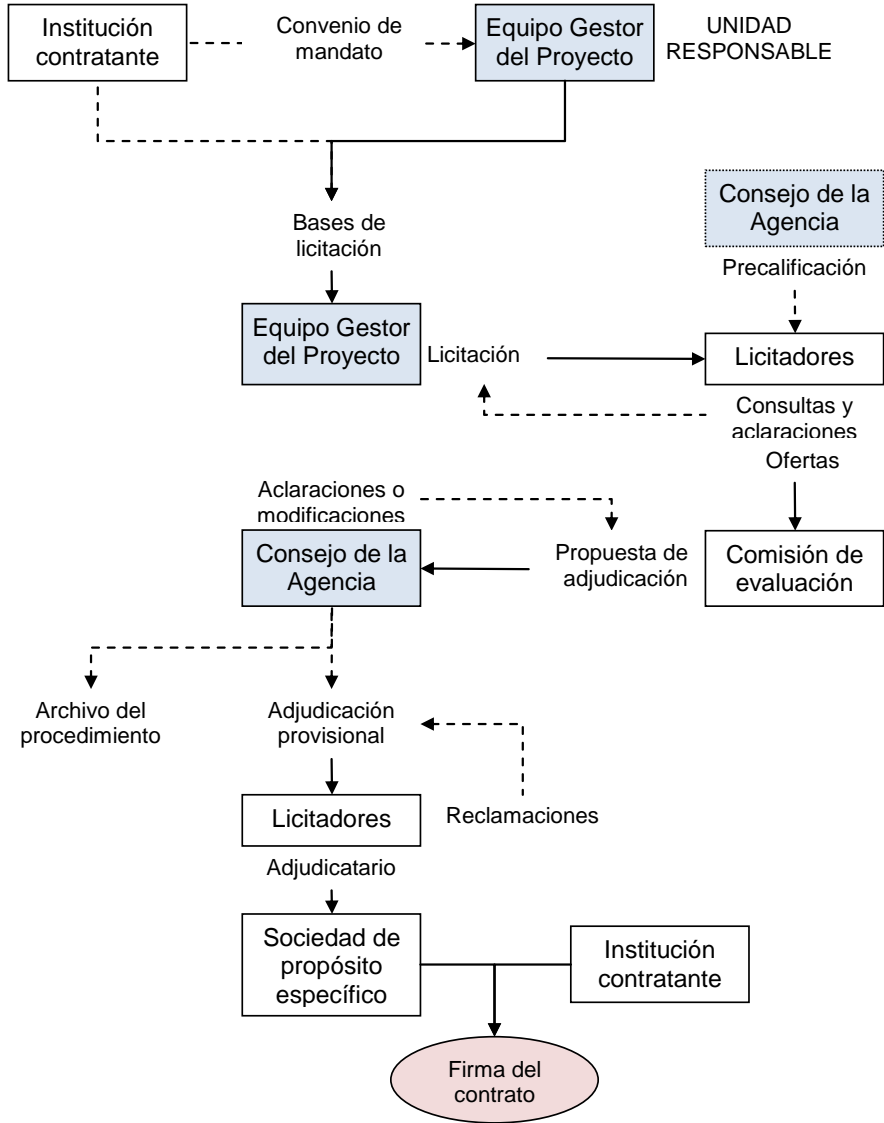 Institución
contratante
Convenio de
mandato
Equipo Gestor
del Proyecto
UNIDAD
RESPONSABLE
Consejo de la
Agencia
Bases de
licitación
Precalificación
Equipo Gestor
del Proyecto
Licitación
Licitadores
Consultas y
aclaraciones
Ofertas
Aclaraciones o
modificaciones
Consejo de la
Agencia
Propuesta de
adjudicación
Comisión de
evaluación
Archivo del
procedimiento
Adjudicación
provisional
Licitadores
Reclamaciones
Adjudicatario
Sociedad de
propósito
específico
Institución
contratante
Firma del
contrato